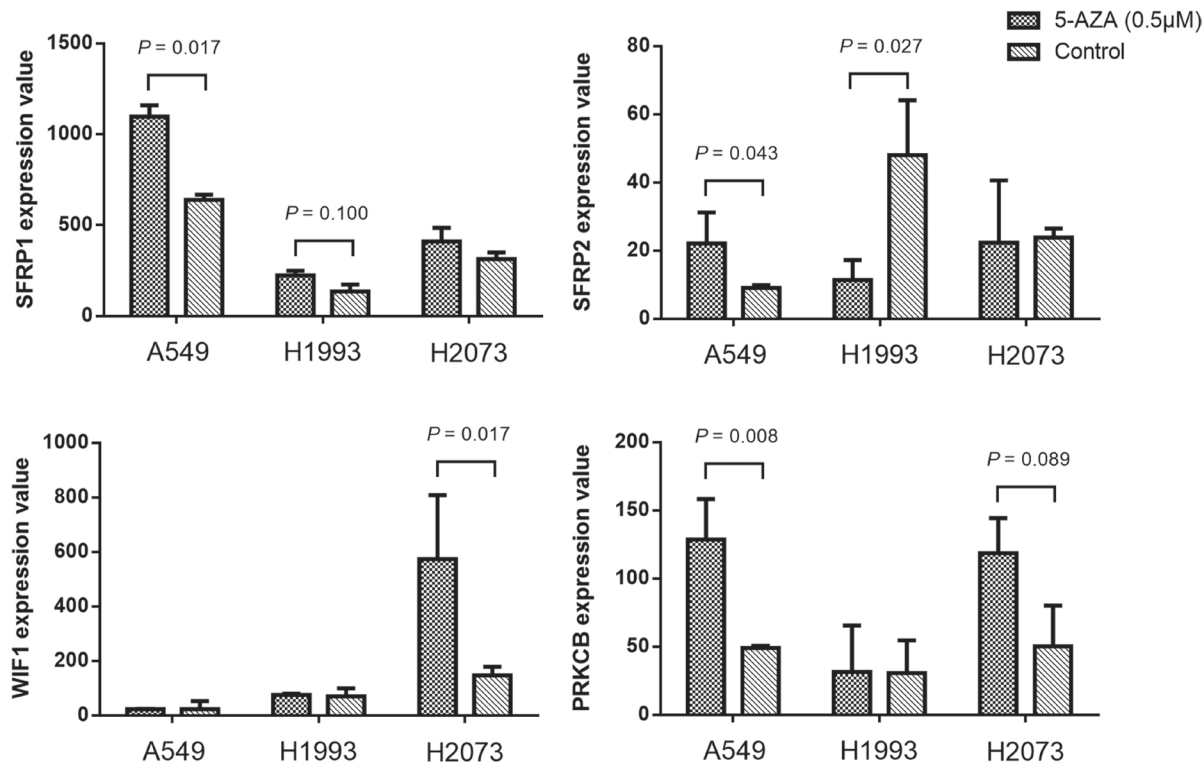 5-AZA (0.5μM)
Control
SFRP1 expression value
1500
1000
500
0
P = 0.017
P = 0.100
A549
H1993
H2073
SFRP2 expression value
80
60
40
20
0
P = 0.043
P = 0.027
A549
H1993
H2073
WIF1 expression value
1000
800
600
400
200
0
P = 0.017
A549
H1993
H2073
PRKCB expression value
200
150
100
50
0
P = 0.008
P = 0.089
A549
H1993
H2073